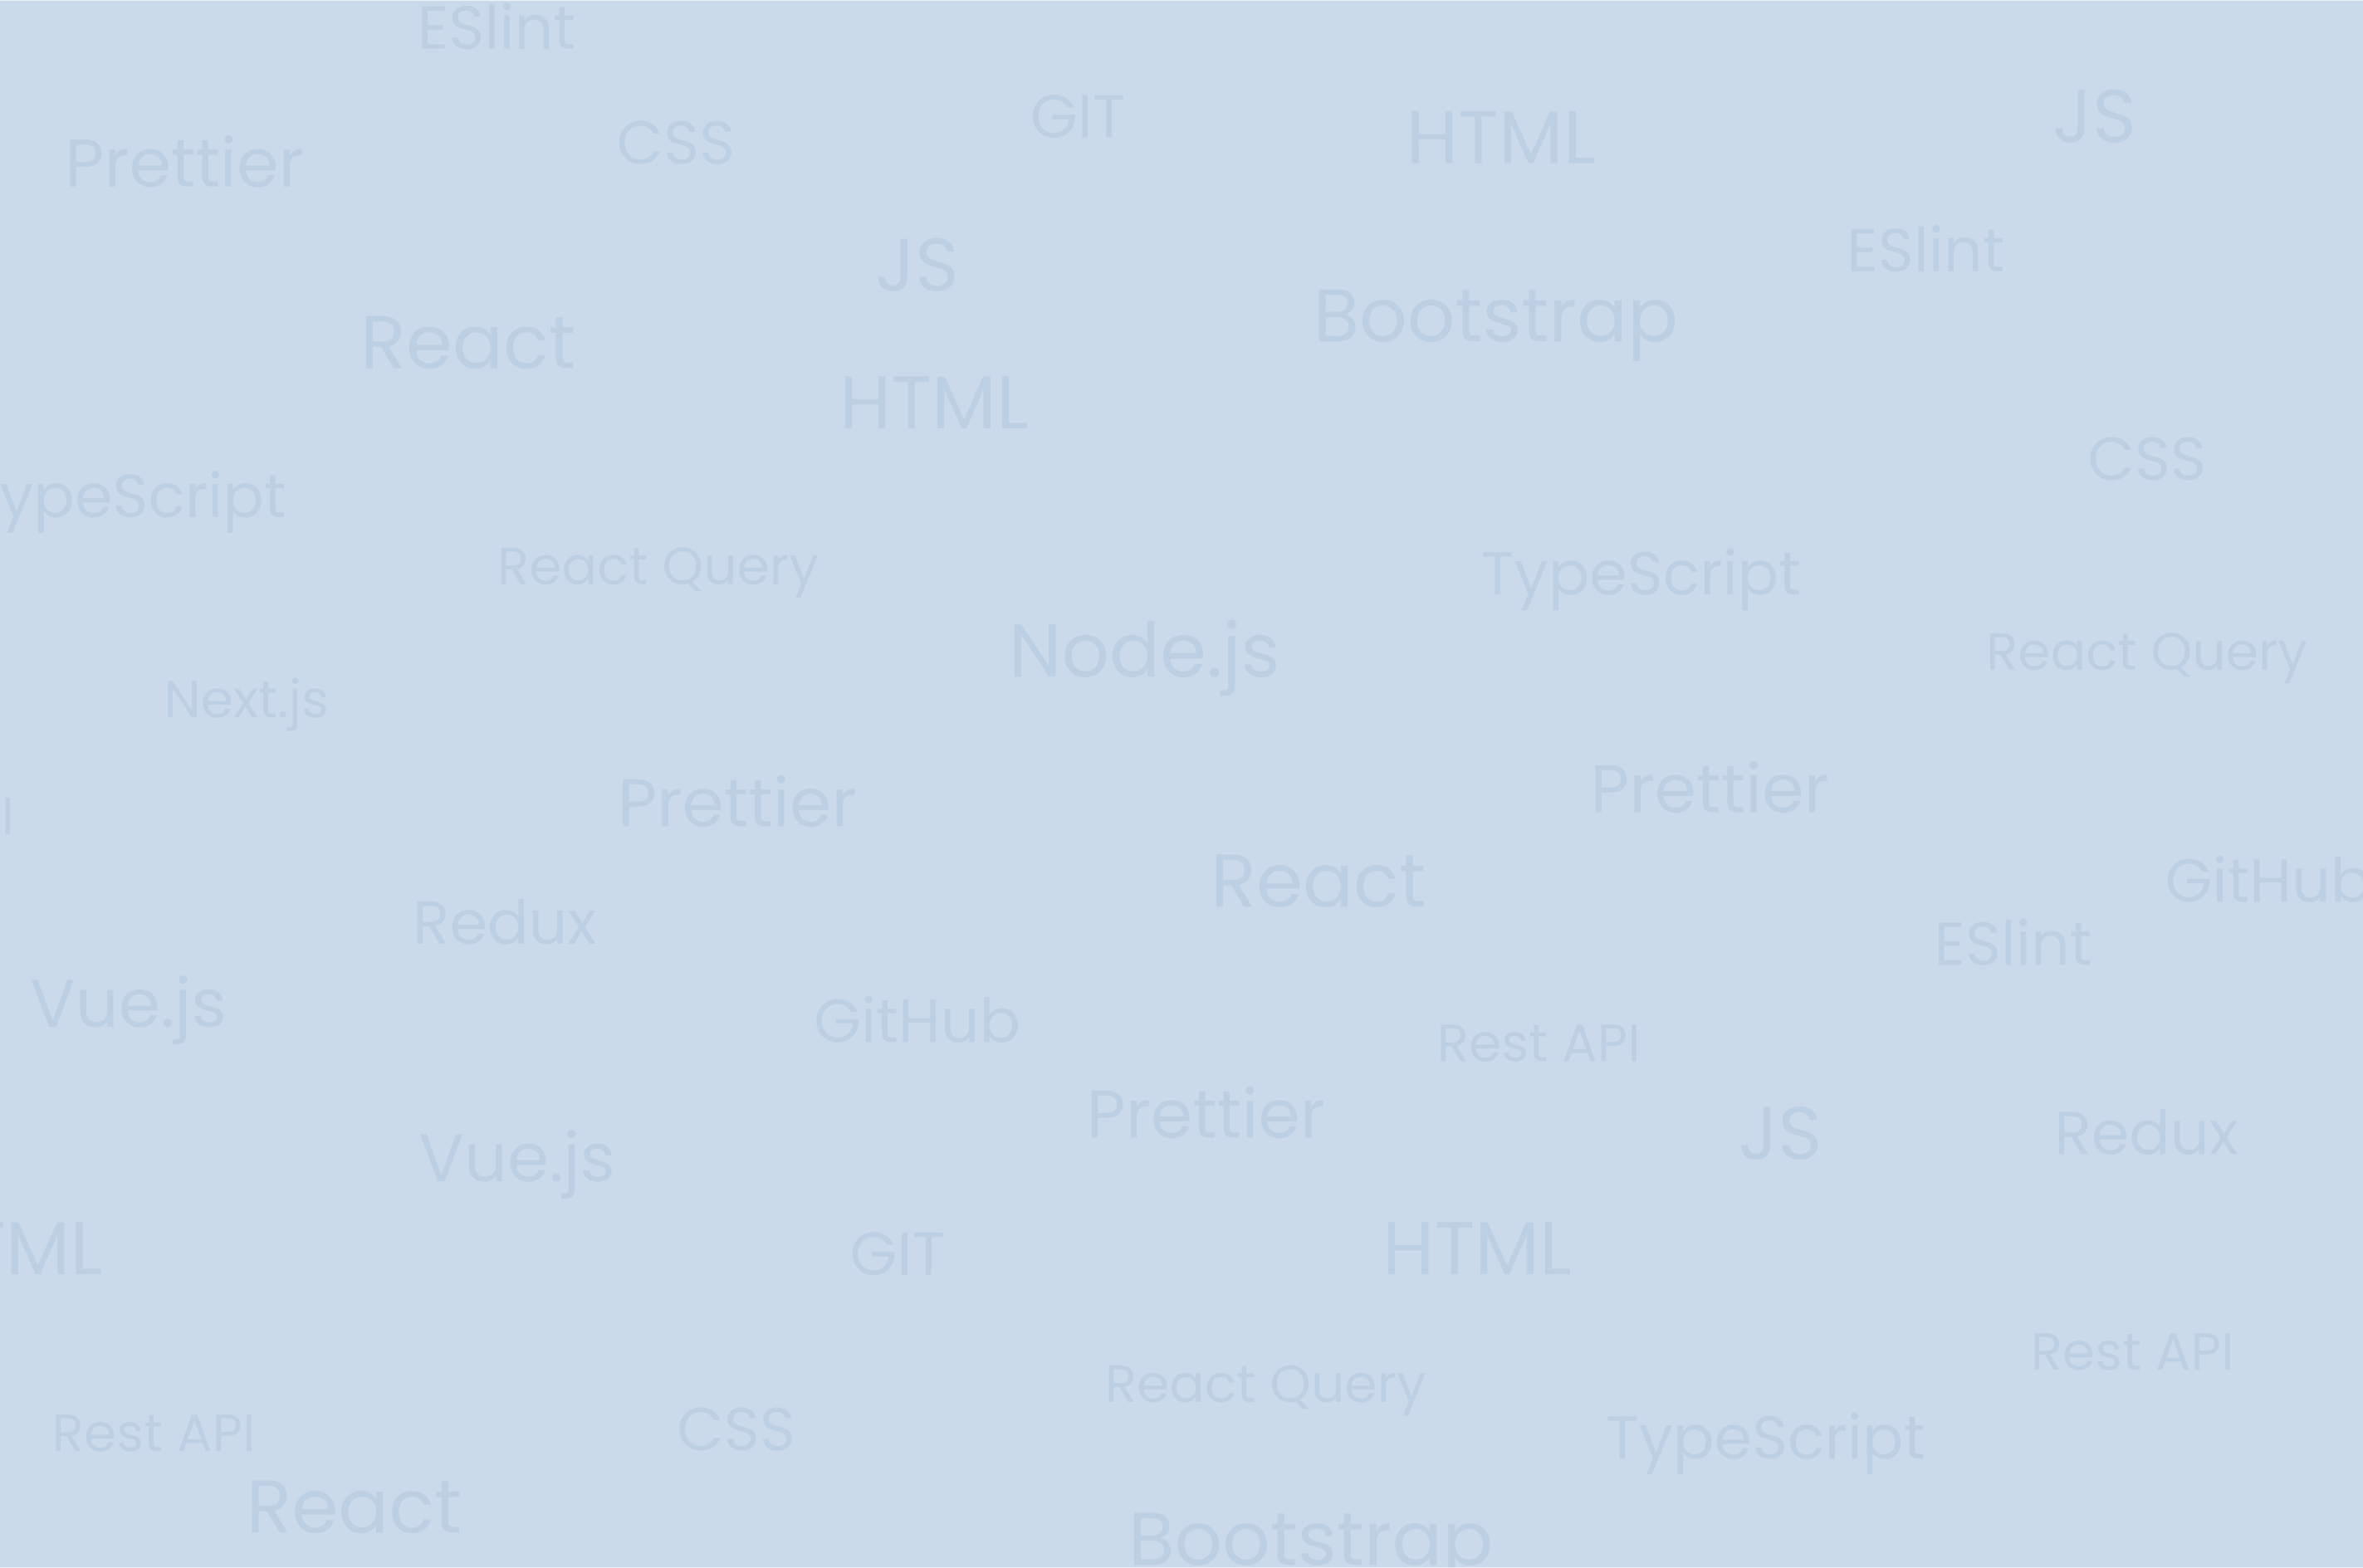 ESlint
GIT
JS
CSS
HTML
Prettier
JS
ESlint
Bootstrap
React
HTML
CSS
ypeScript
React Query
TypeScript
Node.js
React Query
Next.js
Prettier
Prettier
I
React
GitHub
Redux
ESlint
Vue.js
GitHub
Rest API
Prettier
JS
Redux
Vue.js
ML
GIT
HTML
Rest API
React Query
Rest API
CSS
TypeScript
React
Bootstrap